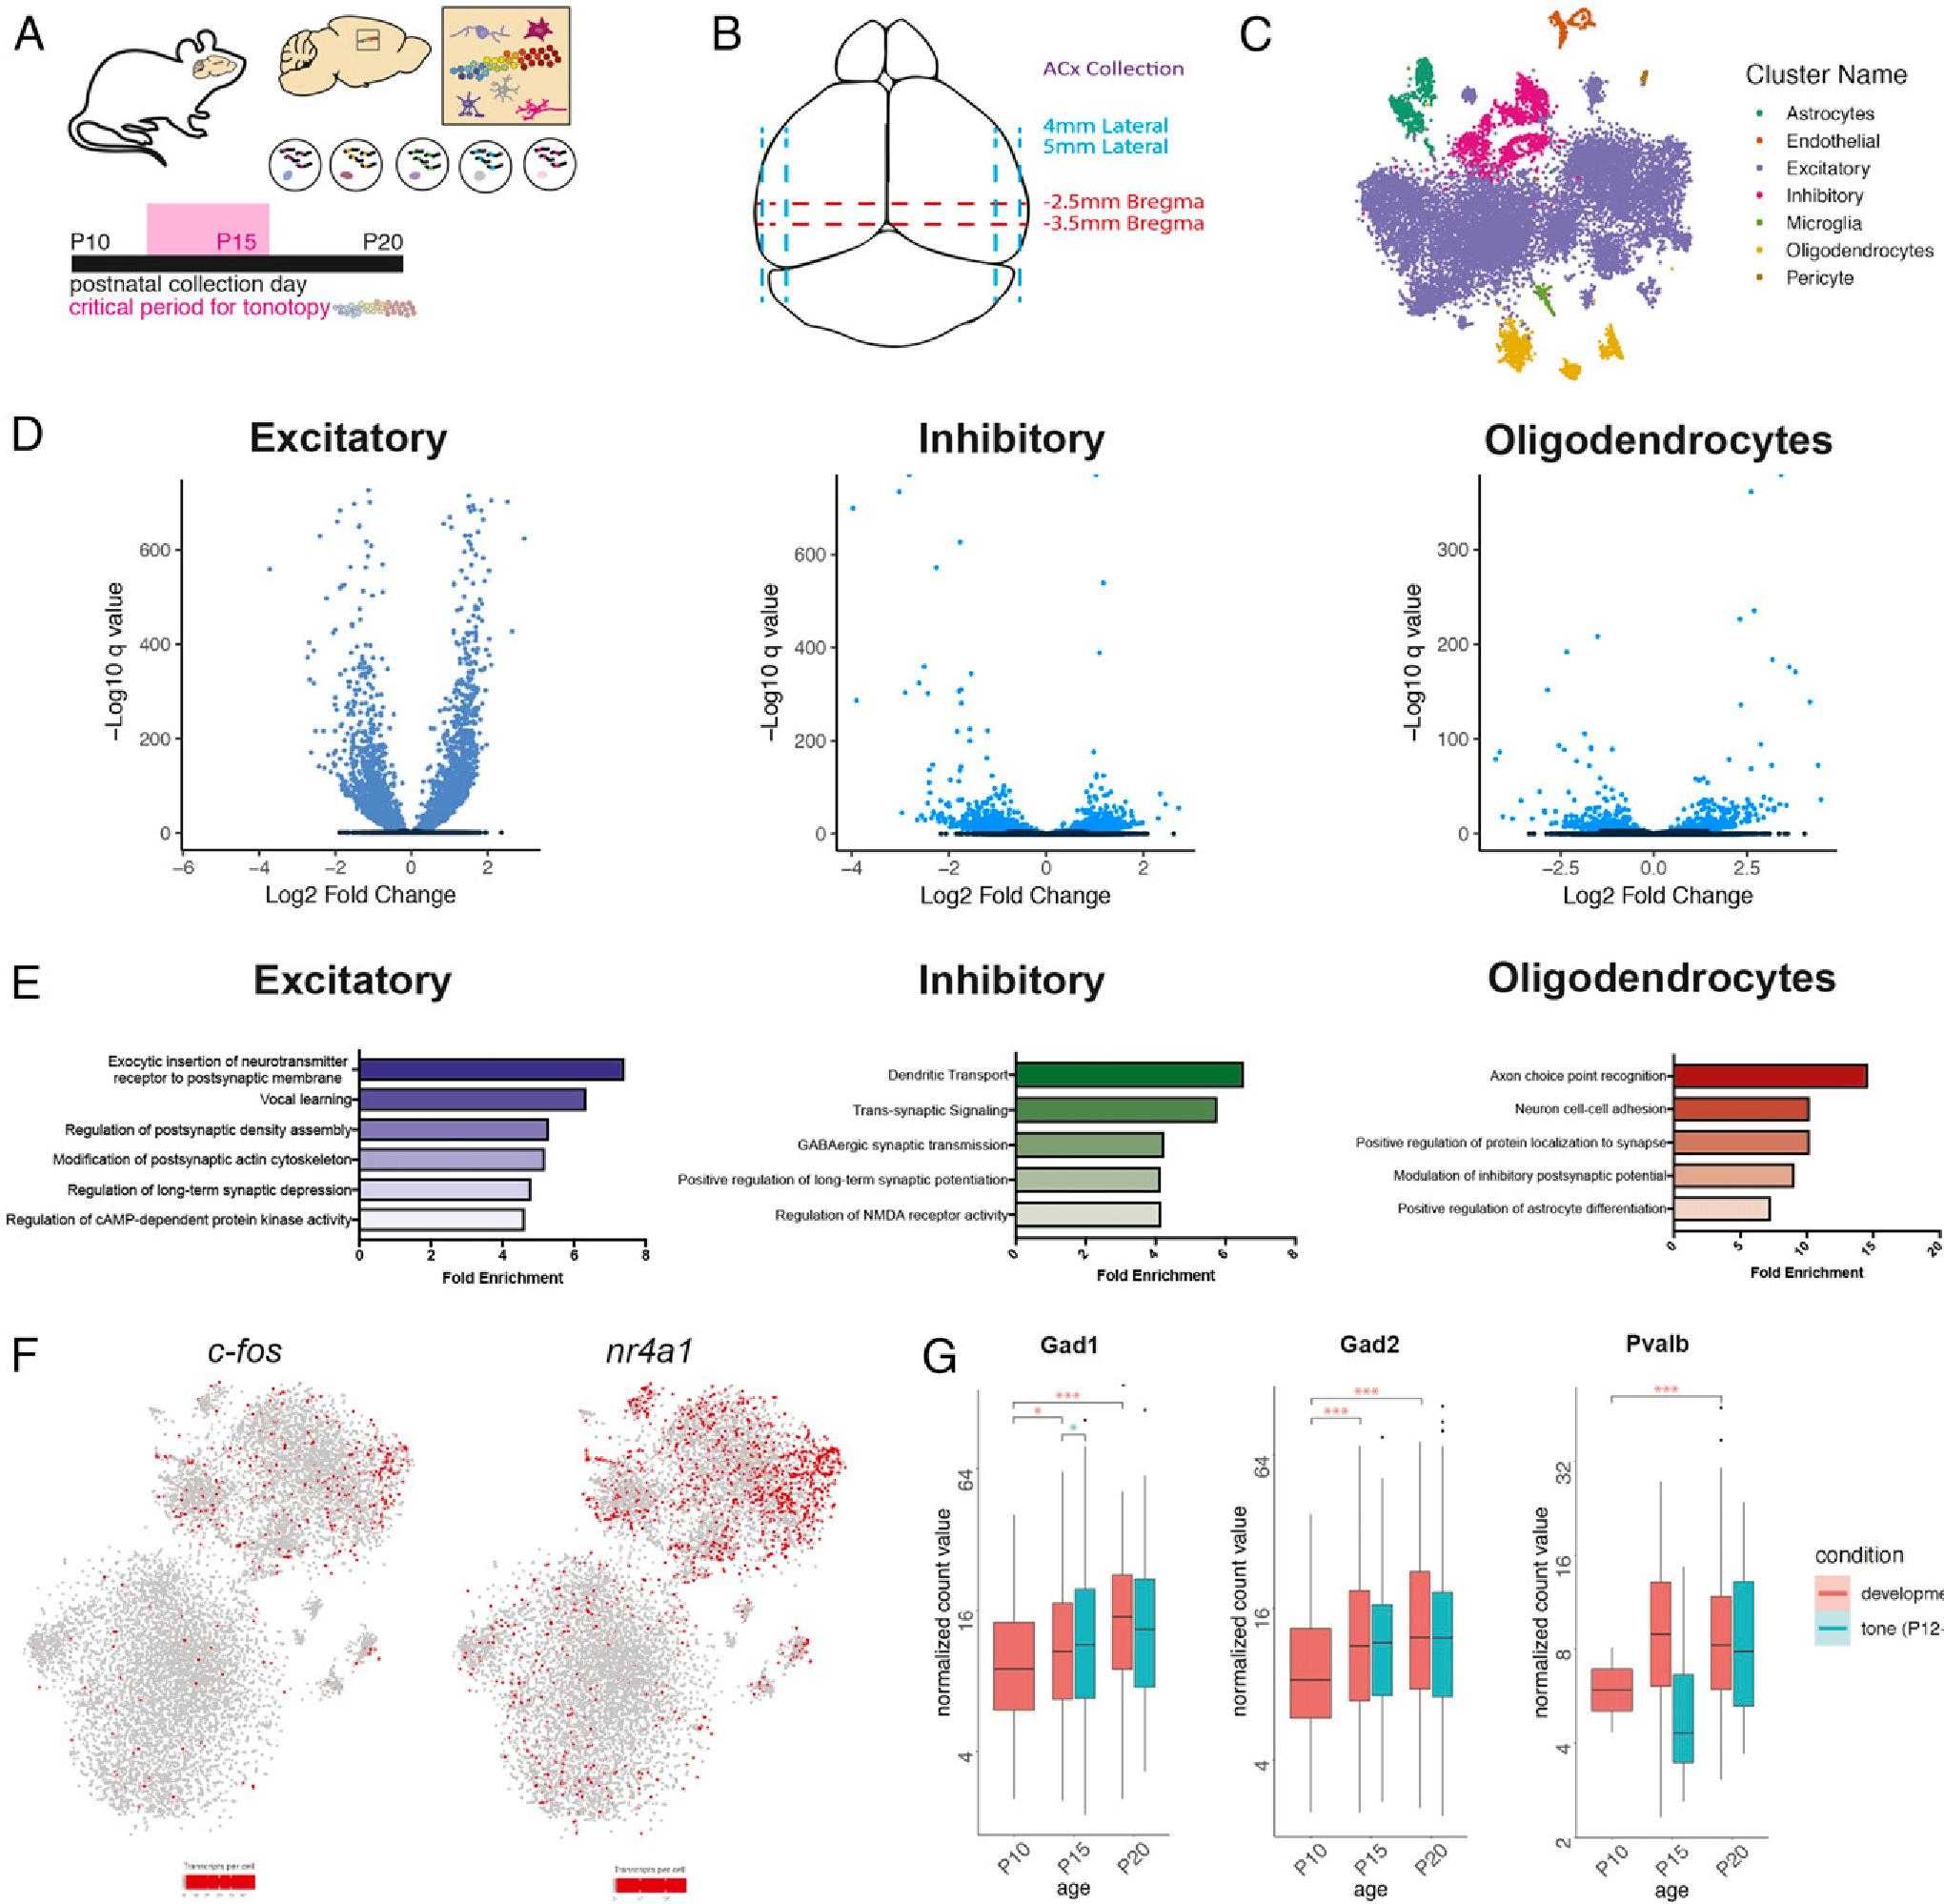 A
P10
P15
P20
postnatal collection day
critical period for tonotopy
B
ACx Collection
4mm Lateral
5mm Lateral
-2.5mm Bregma
-3.5mm Bregma
C
Cluster Name
Astrocytes
Endothelial
Excitatory
Inhibitory
Microglia
Oligodendrocytes
Pericyte
D
Excitatory
−Log10 q value
600
400
200
0
−6
−4
−2
0
2
Log2 Fold Change
Inhibitory
−Log10 q value
600
400
200
0
−4
−2
0
2
Log2 Fold Change
Oligodendrocytes
−Log10 q value
300
200
100
0
−2.5
0.0
2.5
Log2 Fold Change
E
Excitatory
Exocytic insertion of neurotransmitter
receptor to postsynaptic membrane
Vocal learning
Regulation of postsynaptic density assembly
Modification of postsynaptic actin cytoskeleton
Regulation of long-term synaptic depression
Regulation of cAMP-dependent protein kinase activity
0
2
4
6
8
Fold Enrichment
Inhibitory
Dendritic Transport
Trans-synaptic Signaling
GABAergic synaptic transmission
Positive regulation of long-term synaptic potentiation
Regulation of NMDA receptor activity
0
2
4
6
8
Fold Enrichment
Oligodendrocytes
Axon choice point recognition
Neuron cell-cell adhesion
Positive regulation of protein localization to synapse
Modulation of inhibitory postsynaptic potential
Positive regulation of astrocyte differentiation
0
5
10
15
20
Fold Enrichment
F
c-fos
Transcripts per cell
nr4a1
Transcripts per cell
G
Gad1
***
*
*
normalized count value
64
16
4
P10
P15
P20
age
Gad2
***
***
normalized count value
64
16
4
P10
P15
P20
age
Pvalb
***
normalized count value
32
16
8
4
2
P10
P15
P20
age
condition
developme
tone (P12-